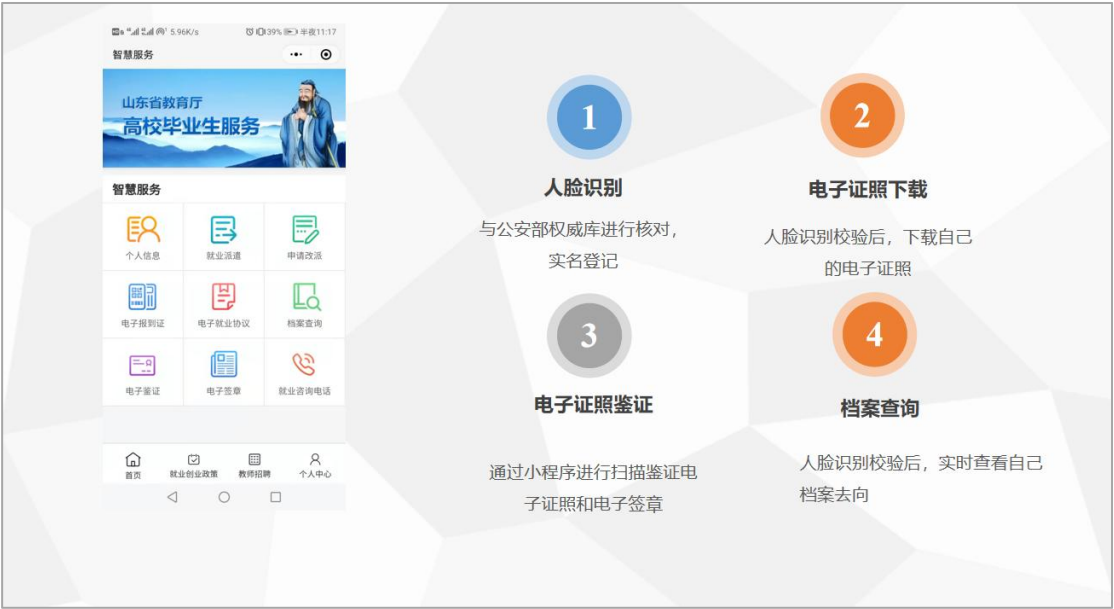 5.96K/s
39%
半夜11:17
智慧服务
山东省教育厅
高校毕业生服务
智慧服务
个人信息
就业派遣
申请改派
电子报到证
电子就业协议
档案查询
电子鉴证
电子签章
就业咨询电话
首页
就业创业政策
教师招聘
个人中心
1
人脸识别
与公安部权威库进行核对，
实名登记
2
电子证照下载
人脸识别校验后，下载自己
的电子证照
3
电子证照鉴证
通过小程序进行扫描鉴证电
子证照和电子签章
4
档案查询
人脸识别校验后，实时查看自己
档案去向